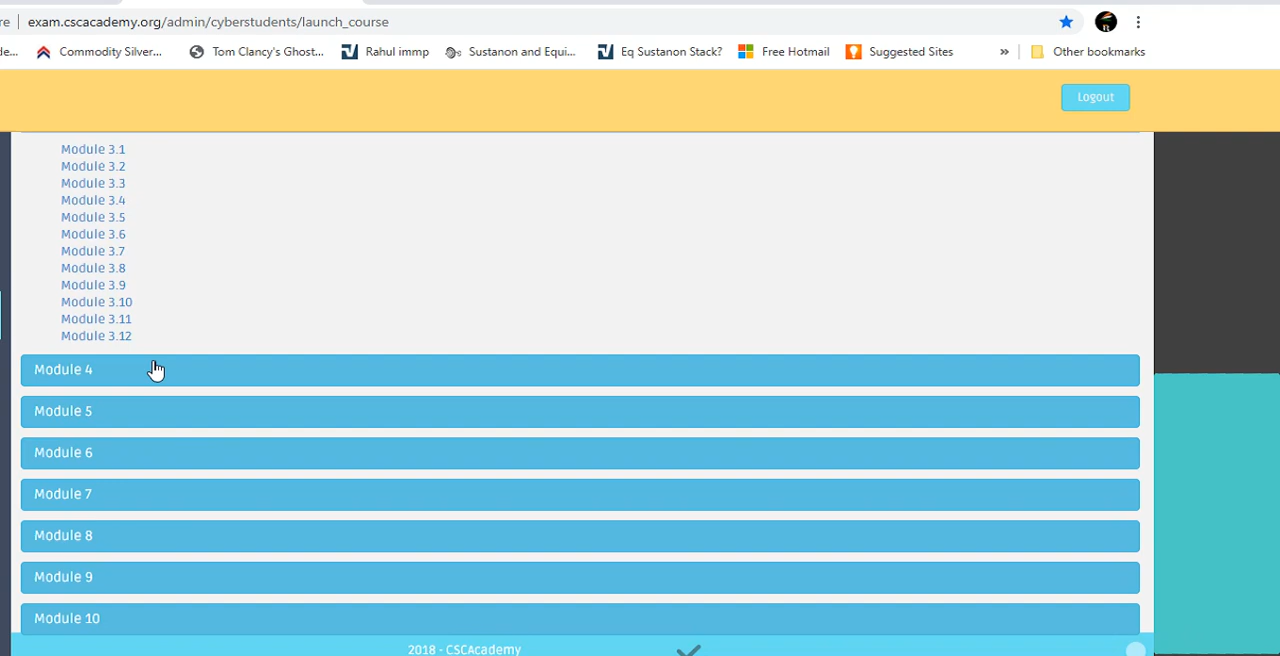 re exam.cscacademy.org/admin/cyberstudents/launch_course
de... Commodity Silver... Tom Clancy's Ghost... Rahul immp Sustanon and Equi... Eq Sustanon Stack? Free Hotmail Suggested Sites » Other bookmarks
Logout
Module 3.1
Module 3.2
Module 3.3
Module 3.4
Module 3.5
Module 3.6
Module 3.7
Module 3.8
Module 3.9
Module 3.10
Module 3.11
Module 3.12
Module 4
Module 5
Module 6
Module 7
Module 8
Module 9
Module 10
2018 - CSCAcademy